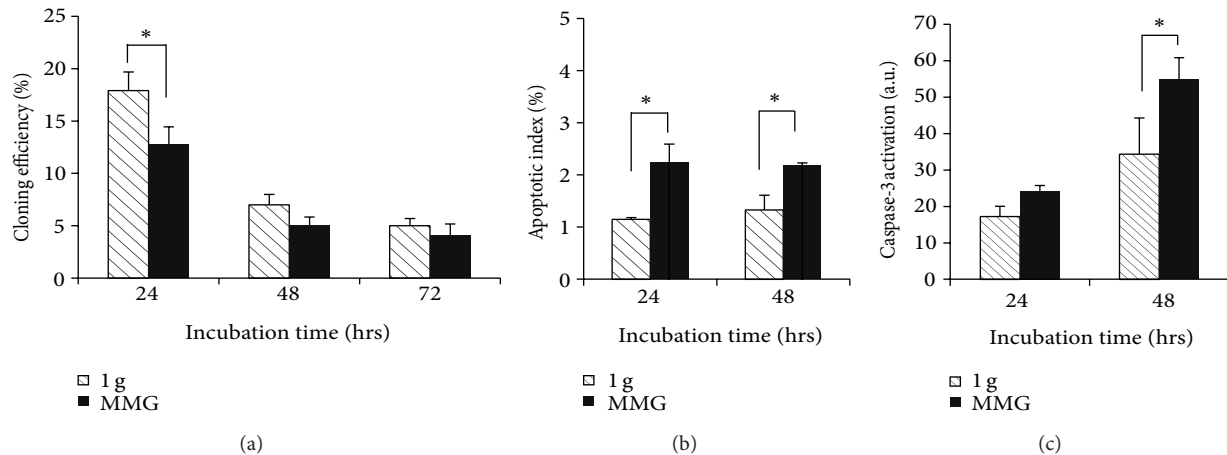 25
20
15
10
5
0
Cloning efficiency (%)
*
24
48
72
Incubation time (hrs)
1 g
MMG
(a)
5
4
3
2
1
0
Apoptotic index (%)
*
*
24
48
Incubation time (hrs)
1 g
MMG
(b)
70
60
50
40
30
20
10
0
Caspase-3 activation (a.u.)
*
24
48
Incubation time (hrs)
1 g
MMG
(c)